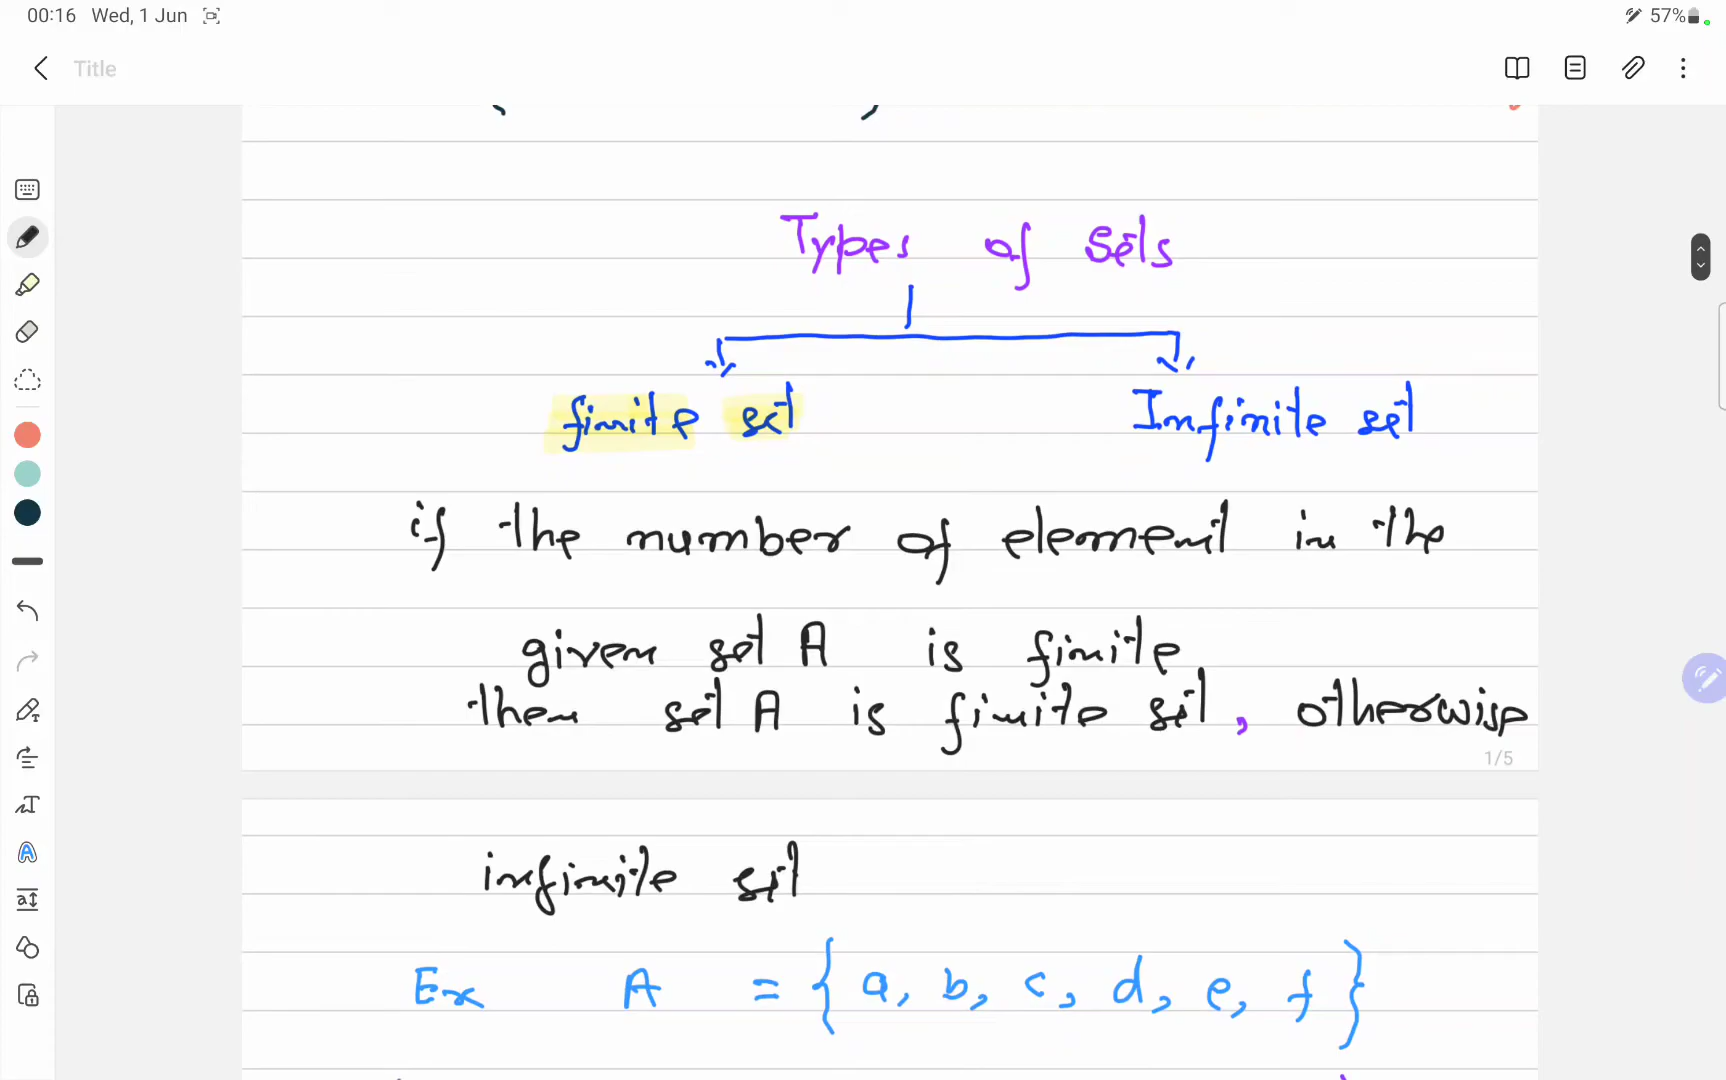 00:16 Wed, 1 Jun 57%
Title
Types of Sets
finite set Infinite set
if the number of element in the
given set A is finite
then set A is finite set, otherwise
1/5
infinite set
Ex A = { a, b, c, d, e, f }